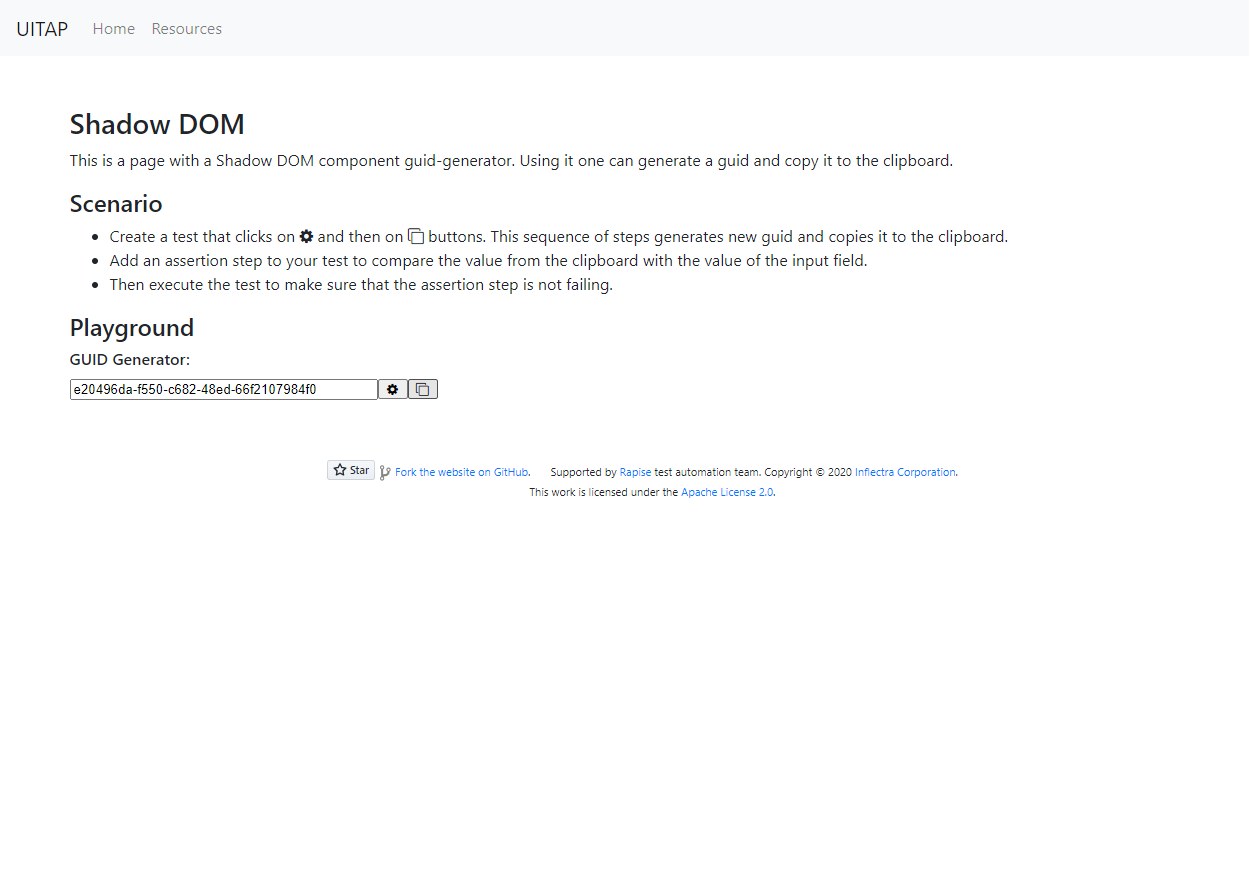 UITAP Home Resources
Shadow DOM
This is a page with a Shadow DOM component guid-generator. Using it one can generate a guid and copy it to the clipboard.
Scenario
Create a test that clicks on and then on buttons. This sequence of steps generates new guid and copies it to the clipboard.
Add an assertion step to your test to compare the value from the clipboard with the value of the input field.
Then execute the test to make sure that the assertion step is not failing.
Playground
GUID Generator:
e20496da-f550-c682-48ed-66f2107984f0
Star Fork the website on GitHub. Supported by Rapise test automation team. Copyright © 2020 Inflectra Corporation.
This work is licensed under the Apache License 2.0.